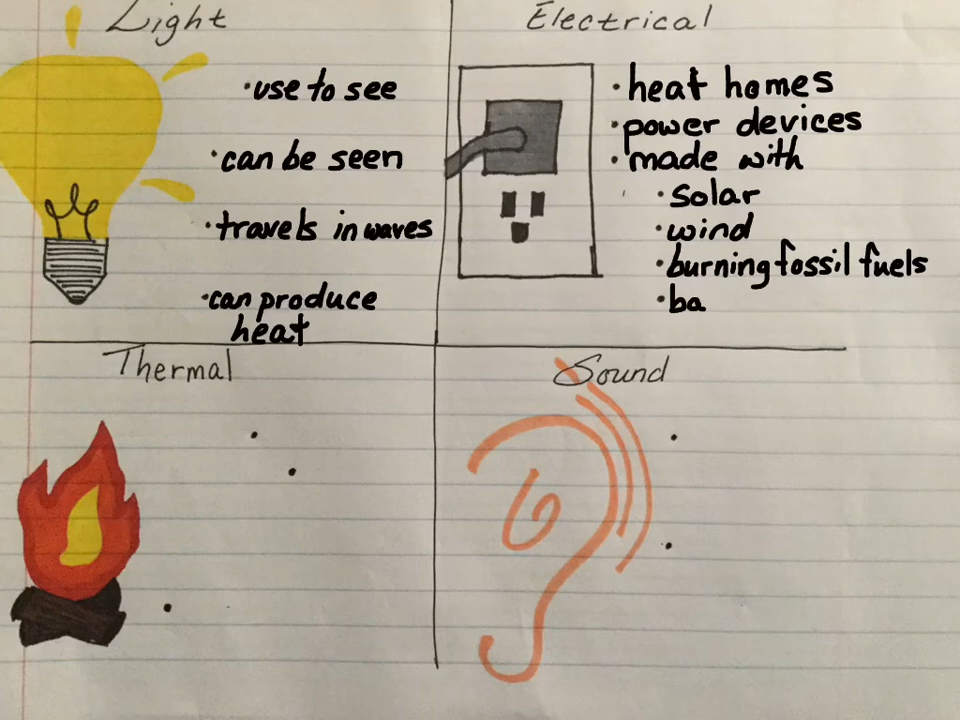 Light
• use to see
• can be seen
• travels in waves
• can produce
heat
Electrical
• heat homes
• power devices
• made with
• solar
• wind
• burning fossil fuels
• ba
Thermal
Sound